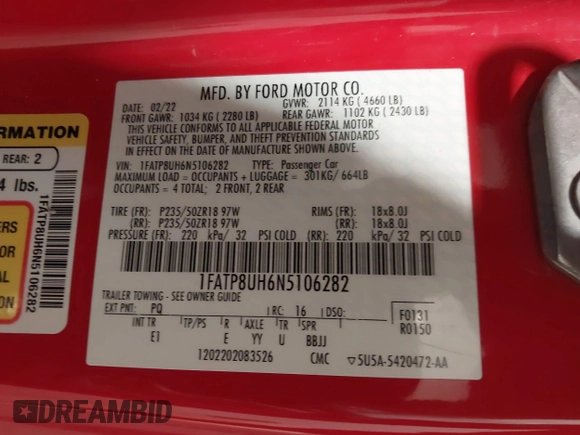 MFD. BY FORD MOTOR CO.
DATE: 02/22 GVWR: 2114 KG ( 4660 LB)
FRONT GAWR: 1034 KG ( 2280 LB) REAR GAWR: 1102 KG ( 2430 LB)
THIS VEHICLE CONFORMS TO ALL APPLICABLE FEDERAL MOTOR
VEHICLE SAFETY, BUMPER, AND THEFT PREVENTION STANDARDS
IN EFFECT ON THE DATE OF MANUFACTURE SHOWN ABOVE.
VIN: 1FATP8UH6N5106282 TYPE: Passenger Car
MAXIMUM LOAD = OCCUPANTS + LUGGAGE = 301KG/ 664LB
OCCUPANTS = 4 TOTAL; 2 FRONT, 2 REAR
TIRE (FR): P235/50ZR18 97W RIMS (FR): 18x8.0J
(RR): P235/50ZR18 97W (RR): 18x8.0J
PRESSURE (FR): 220 kPa/ 32 PSI COLD (RR): 220 kPa/ 32 PSI COLD
1FATP8UH6N5106282
TRAILER TOWING - SEE OWNER GUIDE
EXT PNT: PQ RC: 16 DSO: F0131
R0150
INT TR TP/PS R AXLE TR SPR
E1 E YY U BBJJ
1202202083526 CMC ▽5U5A-5420472-AA
ORMATION
REAR: 2
4 lbs.
ERS
FOR
AL
ION
1FATP8UH6N5106282
DREAMBID